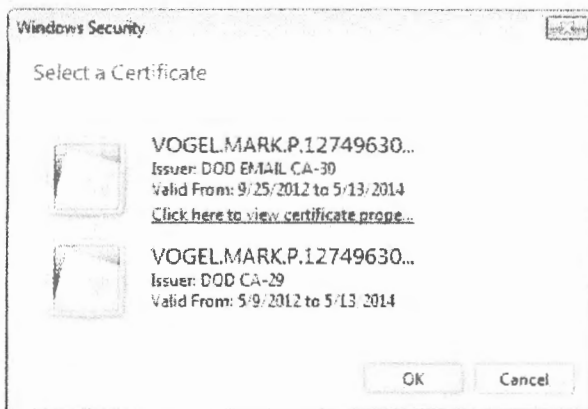 Windows Security
Select a Certificate
VOGEL.MARK.P.12749630...
Issuer: DOD EMAIL CA-30
Valid From: 9/25/2012 to 5/13/2014
Click here to view certificate prope...
VOGEL.MARK.P.12749630...
Issuer: DOD CA-29
Valid From: 5/9/2012 to 5/13/2014
OK
Cancel